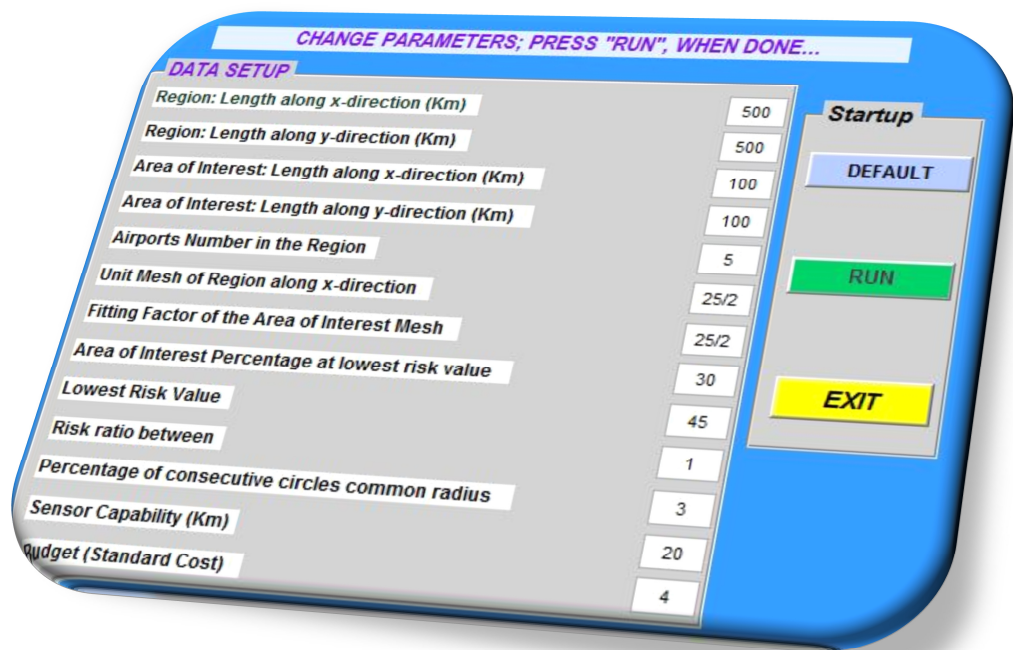 CHANGE PARAMETERS; PRESS "RUN", WHEN DONE...
DATA SETUP
Region: Length along x-direction (Km) 500
Region: Length along y-direction (Km) 500
Area of Interest: Length along x-direction (Km) 100
Area of Interest: Length along y-direction (Km) 100
Airports Number in the Region 5
Unit Mesh of Region along x-direction 25/2
Fitting Factor of the Area of Interest Mesh 25/2
Area of Interest Percentage at lowest risk value 30
Lowest Risk Value 45
Risk ratio between 1
Percentage of consecutive circles common radius 3
Sensor Capability (Km) 20
Budget (Standard Cost) 4
Startup
DEFAULT
RUN
EXIT